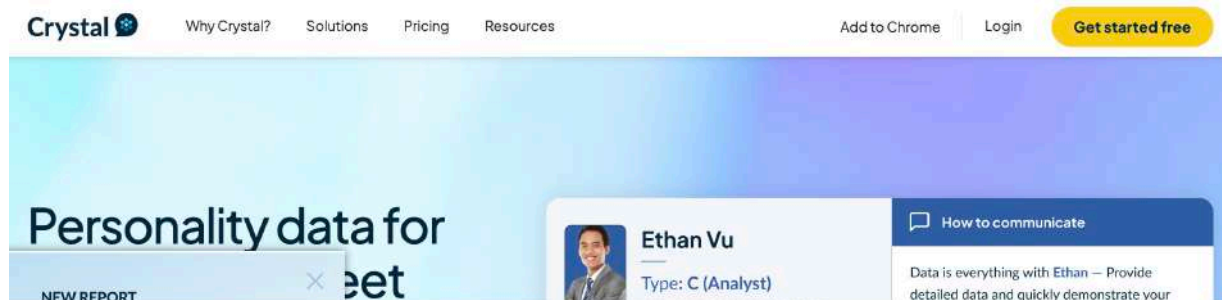 Crystal
Why Crystal?
Solutions
Pricing
Resources
Add to Chrome
Login
Get started free
Personality data for
eet
NEW REPORT
Ethan Vu
Type: C (Analyst)
How to communicate
Data is everything with Ethan — Provide
detailed data and quickly demonstrate your